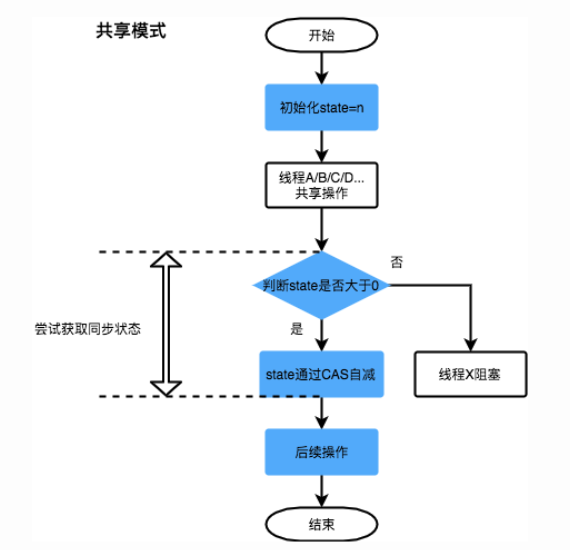 共享模式
开始
初始化state=n
线程A/B/C/D...
共享操作
判断state是否大于0
否
尝试获取同步状态
是
state通过CAS自减
线程X阻塞
后续操作
结束